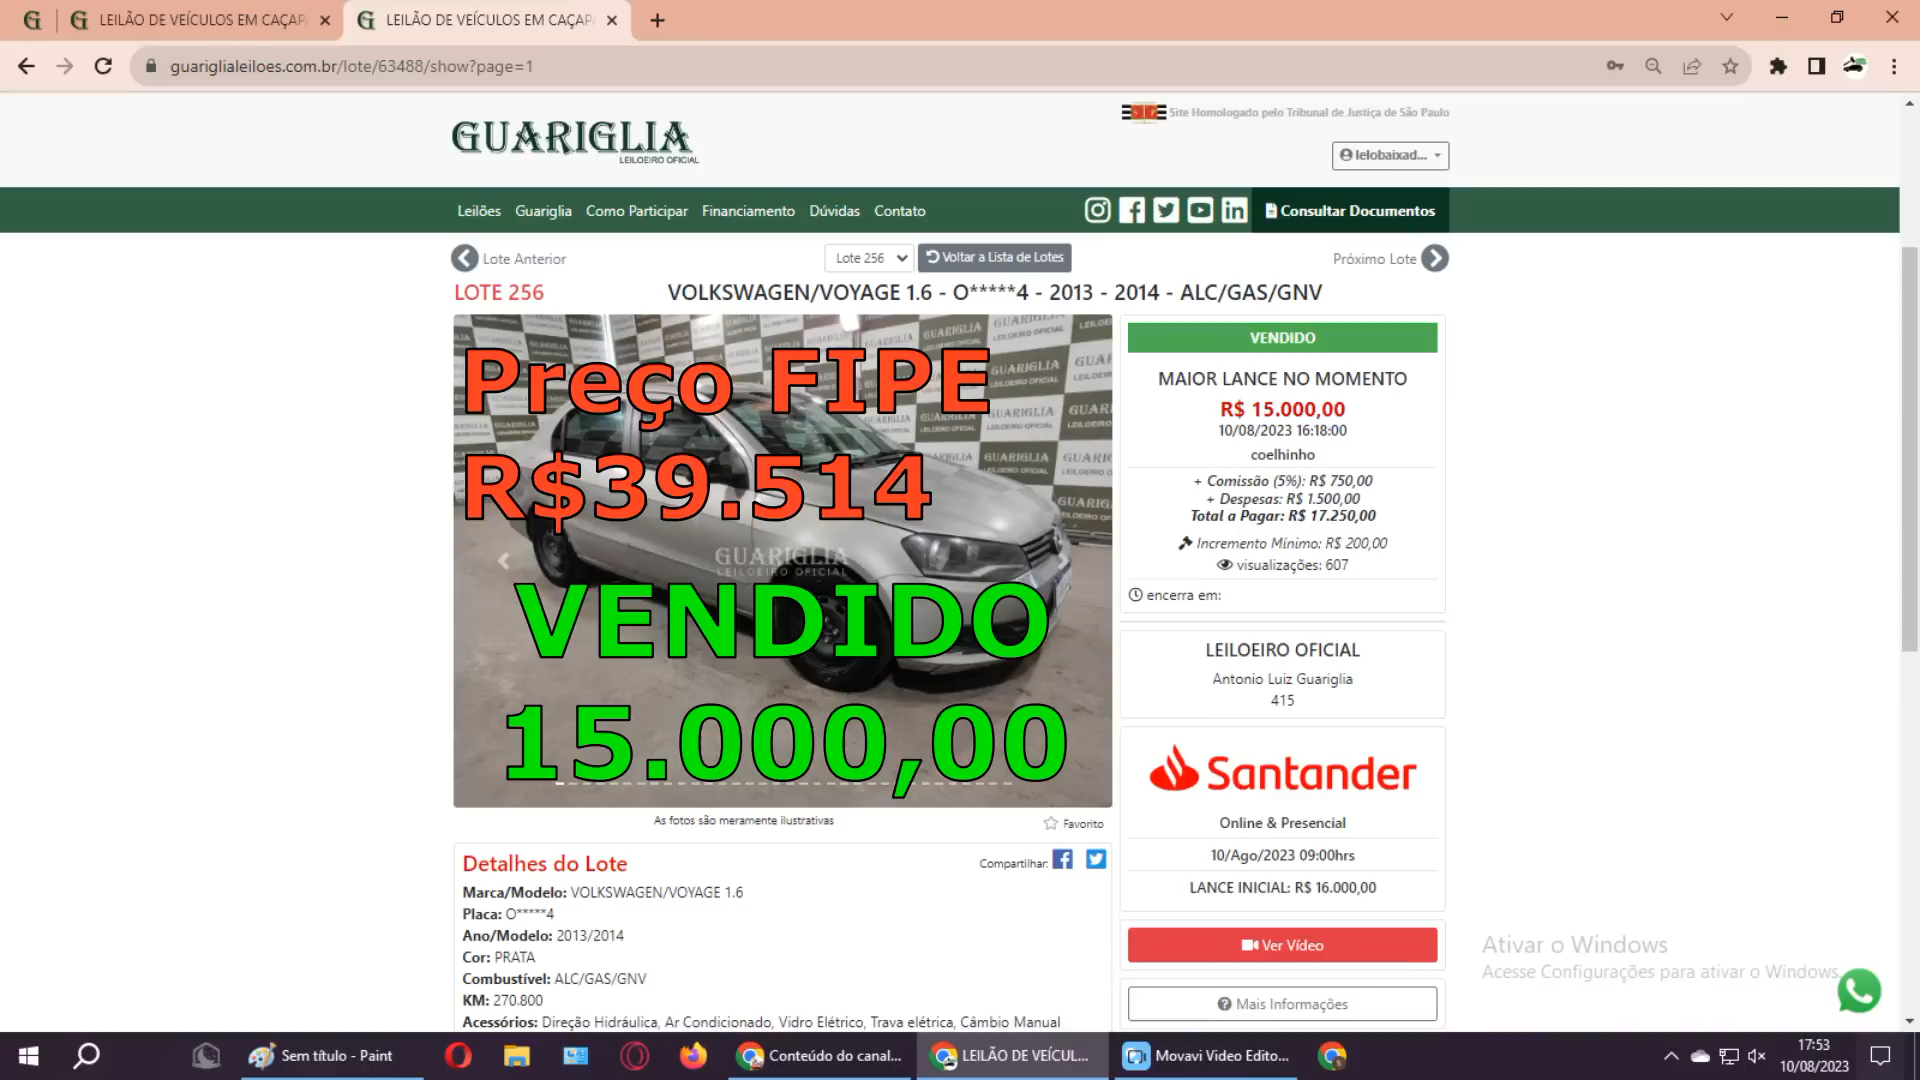 LEILÃO DE VEÍCULOS EM CAÇAP
LEILÃO DE VEÍCULOS EM CAÇAP
guariglialeiloes.com.br/lote/63488/show?page=1
GUARIGLIA
LEILOEIRO OFICIAL
Site Homologado pelo Tribunal de Justiça de São Paulo
lelobaixad...
Leilões Guariglia Como Participar Financiamento Dúvidas Contato
Consultar Documentos
Lote Anterior
Lote 256
Voltar a Lista de Lotes
Próximo Lote
LOTE 256
VOLKSWAGEN/VOYAGE 1.6 - O*****4 - 2013 - 2014 - ALC/GAS/GNV
Preço FIPE
R$39.514
GUARIGLIA
LEILOEIRO OFICIAL
VENDIDO
15.000,00
As fotos são meramente ilustrativas
Favorito
VENDIDO
MAIOR LANCE NO MOMENTO
R$ 15.000,00
10/08/2023 16:18:00
coelhinho
+ Comissão (5%): R$ 750,00
+ Despesas: R$ 1.500,00
Total a Pagar: R$ 17.250,00
Incremento Mínimo: R$ 200,00
visualizações: 607
encerra em:
LEILOEIRO OFICIAL
Antonio Luiz Guariglia
415
Santander
Online & Presencial
10/Ago/2023 09:00hrs
LANCE INICIAL: R$ 16.000,00
Ver Vídeo
Mais Informações
Detalhes do Lote
Compartilhar:
Marca/Modelo: VOLKSWAGEN/VOYAGE 1.6
Placa: O*****4
Ano/Modelo: 2013/2014
Cor: PRATA
Combustível: ALC/GAS/GNV
KM: 270.800
Acessórios: Direção Hidráulica, Ar Condicionado, Vidro Elétrico, Trava elétrica, Câmbio Manual
Ativar o Windows
Acesse Configurações para ativar o Windows.
Sem título - Paint
Conteúdo do canal...
LEILÃO DE VEÍCUL...
Movavi Video Edito...
17:53
10/08/2023